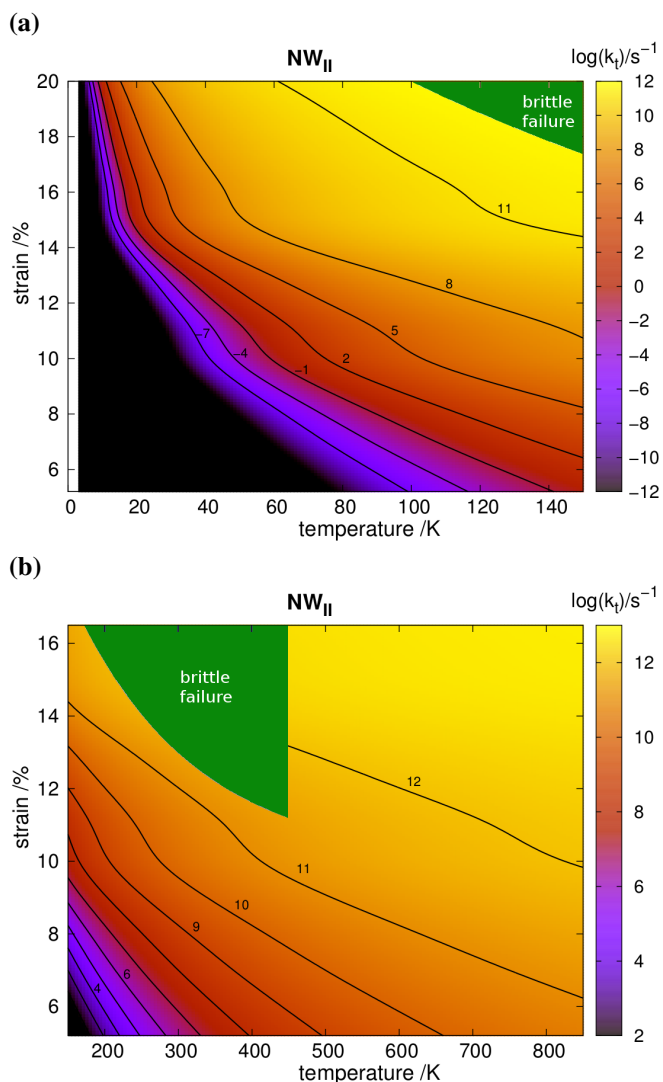 (a)
NW_II
log(k_t)/s⁻¹
strain /%
20
18
16
14
12
10
8
6
brittle
failure
11
8
5
2
−1
−4
−7
12
10
8
6
4
2
0
−2
−4
−6
−8
−10
−12
0 20 40 60 80 100 120 140
temperature /K
(b)
NW_II
log(k_t)/s⁻¹
strain /%
16
14
12
10
8
6
brittle
failure
12
11
10
9
6
4
12
10
8
6
4
2
200 300 400 500 600 700 800
temperature /K